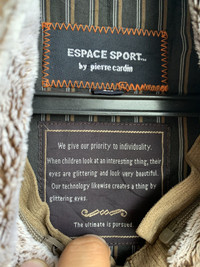 ESPACE SPORT...
by pierre cardin
We give our priority to individuality.
When children look at an interesting thing, their
eyes are glittering and look very beautiful.
Our technology likewise creates a thing by
glittering eyes.
The ultimate is pursued